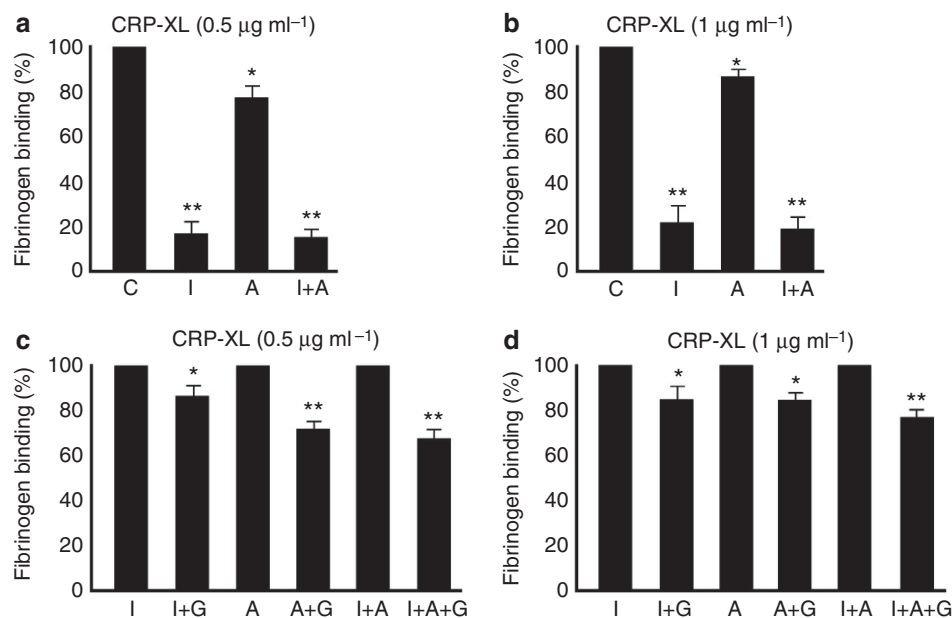 a
CRP-XL (0.5 μg ml⁻¹)
Fibrinogen binding (%)
100
80
60
40
20
0
*
**
**
C I A I+A
b
CRP-XL (1 μg ml⁻¹)
Fibrinogen binding (%)
100
80
60
40
20
0
*
**
**
C I A I+A
c
CRP-XL (0.5 μg ml⁻¹)
Fibrinogen binding (%)
100
80
60
40
20
0
*
**
**
I I+G A A+G I+A I+A+G
d
CRP-XL (1 μg ml⁻¹)
Fibrinogen binding (%)
100
80
60
40
20
0
*
*
**
I I+G A A+G I+A I+A+G